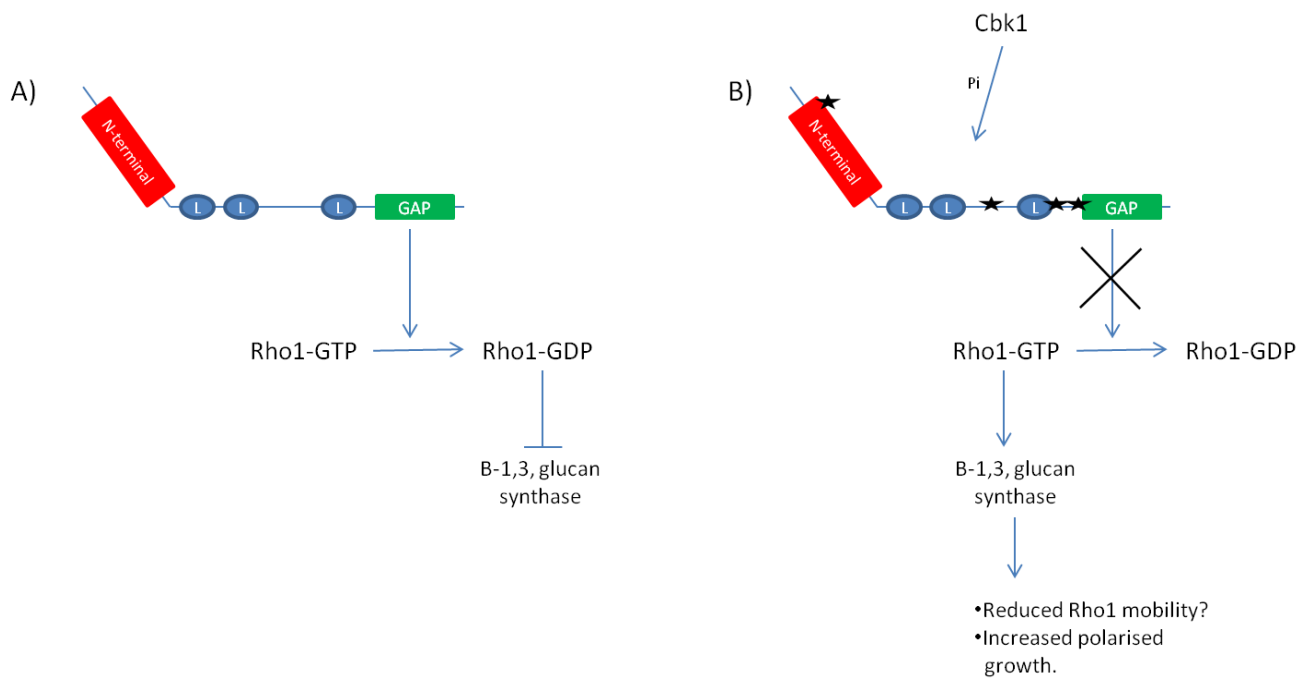 A)
N-terminal
L
L
L
GAP
Rho1-GTP
Rho1-GDP
B-1,3, glucan
synthase
Cbk1
Pi
B)
N-terminal
L
L
L
GAP
Rho1-GTP
Rho1-GDP
B-1,3, glucan
synthase
•Reduced Rho1 mobility?
•Increased polarised
growth.